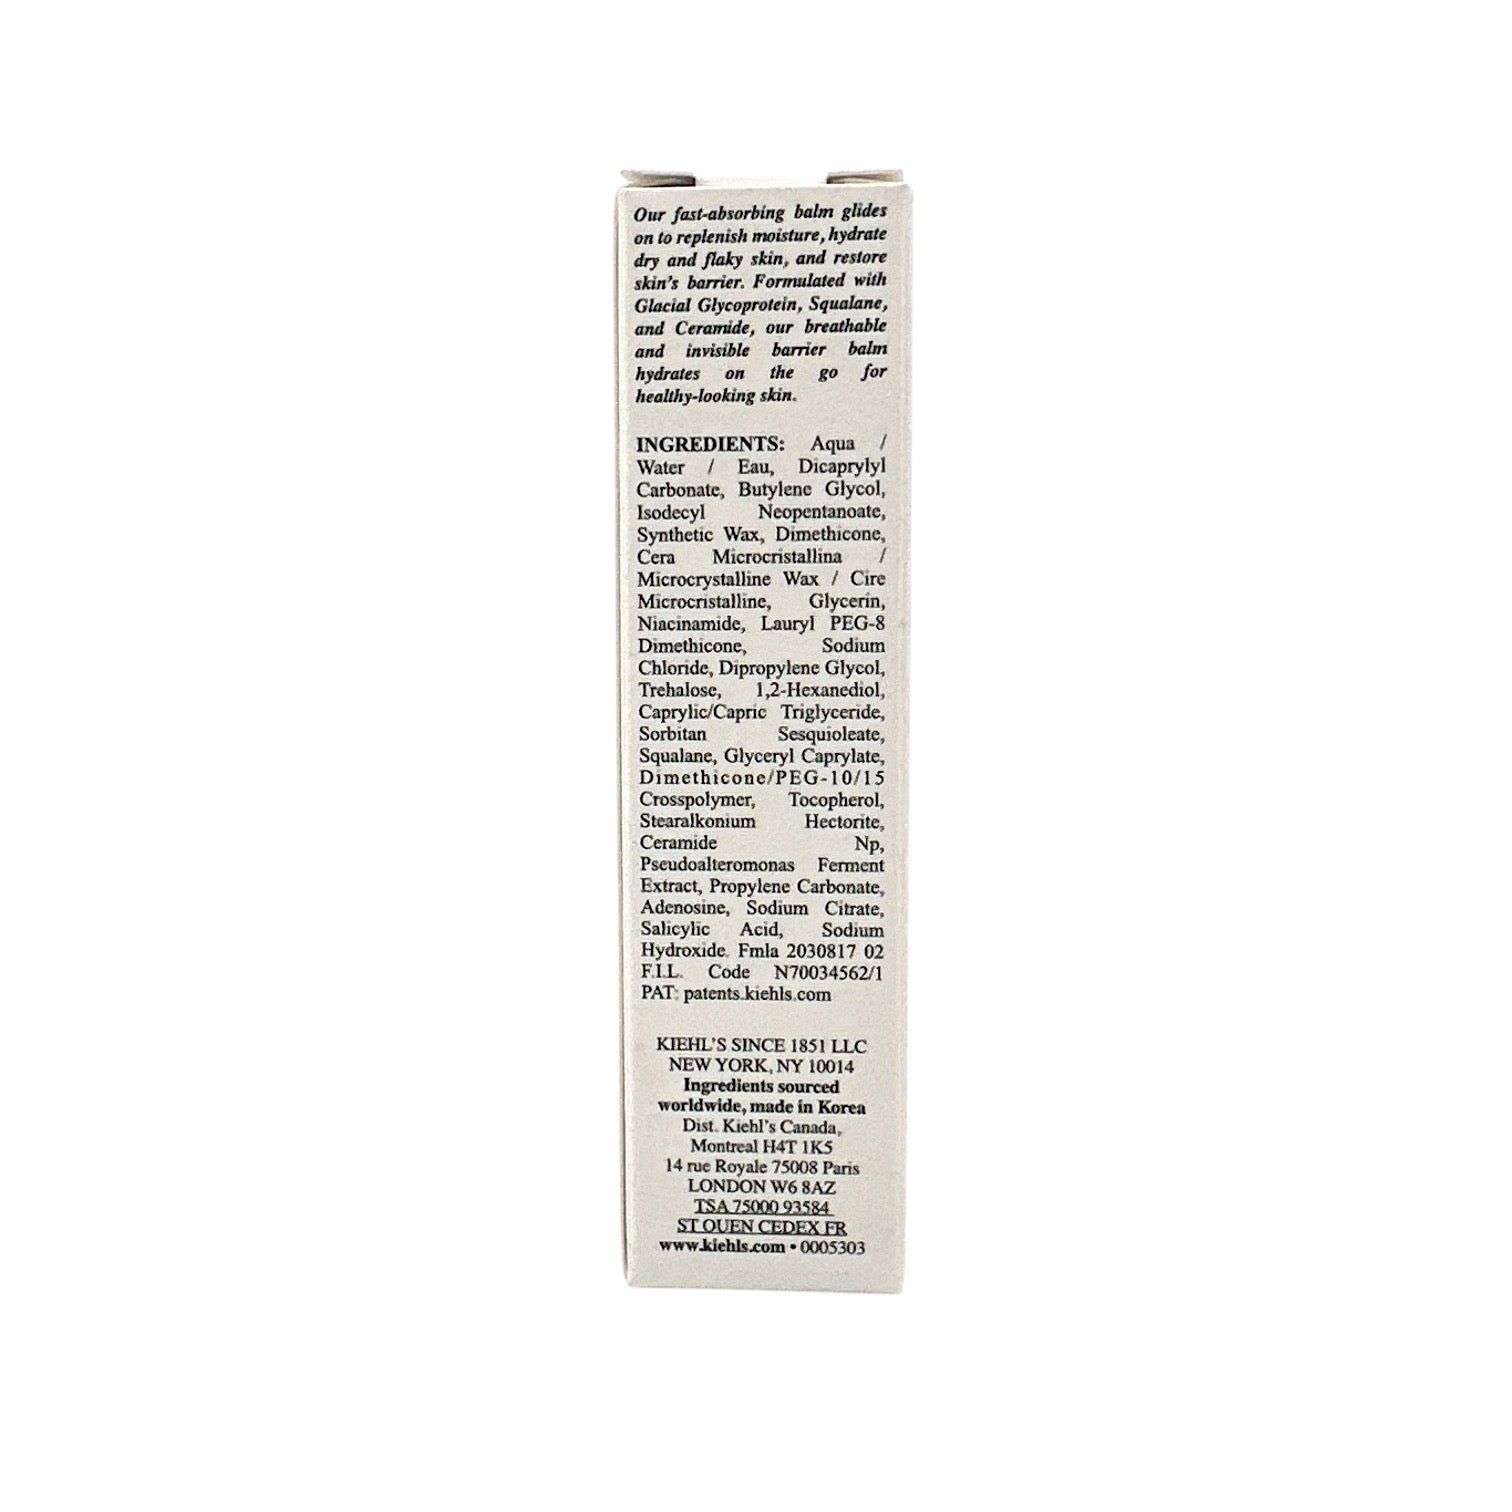 Our fast-absorbing balm glides
on to replenish moisture, hydrate
dry and flaky skin, and restore
skin's barrier. Formulated with
Glacial Glycoprotein, Squalane,
and Ceramide, our breathable
and invisible barrier balm
hydrates on the go for
healthy-looking skin.
INGREDIENTS: Aqua /
Water / Eau, Dicaprylyl
Carbonate, Butylene Glycol,
Isodecyl Neopentanoate,
Synthetic Wax, Dimethicone,
Cera Microcristallina /
Microcrystalline Wax / Cire
Microcristalline, Glycerin,
Niacinamide, Lauryl PEG-8
Dimethicone, Sodium
Chloride, Dipropylene Glycol,
Trehalose, 1,2-Hexanediol,
Caprylic/Capric Triglyceride,
Sorbitan Sesquioleate,
Squalane, Glyceryl Caprylate,
Dimethicone/PEG-10/15
Crosspolymer, Tocopherol,
Stearalkonium Hectorite,
Ceramide Np,
Pseudoalteromonas Ferment
Extract, Propylene Carbonate,
Adenosine, Sodium Citrate,
Salicylic Acid, Sodium
Hydroxide. Fmla 2030817 02
F.I.L. Code N70034562/1
PAT: patents.kiehls.com
KIEHL'S SINCE 1851 LLC
NEW YORK, NY 10014
Ingredients sourced
worldwide, made in Korea
Dist. Kiehl's Canada,
Montreal H4T 1K5
14 rue Royale 75008 Paris
LONDON W6 8AZ
TSA 75000 93584
ST OUEN CEDEX FR
www.kiehls.com • 0005303